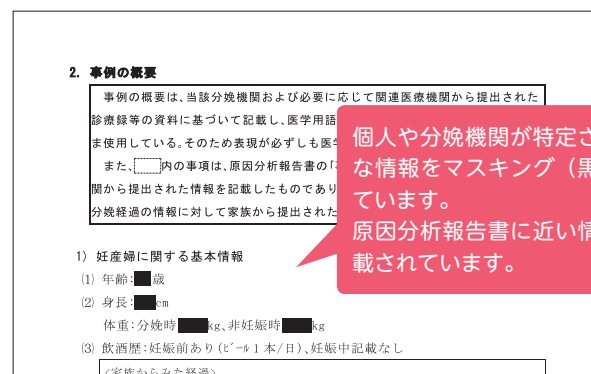 2. 事例の概要
事例の概要は、当該分娩機関および必要に応じて関連医療機関から提出された
診療録等の資料に基づいて記載し、医学用語
ま使用している。そのため表現が必ずしも医
また、内の事項は、原因分析報告書の「
関から提出された情報を記載したものであり
分娩経過の情報に対して家族から提出された
個人や分娩機関が特定さ
な情報をマスキング（黒
ています。
原因分析報告書に近い情
載されています。
1) 妊産婦に関する基本情報
(1) 年齢：歳
(2) 身長：cm
体重：分娩時kg、非妊娠時kg
(3) 飲酒歴：妊娠前あり（ﾋﾞｰﾙ１本/日）、妊娠中記載なし
＜家族からみた経過＞